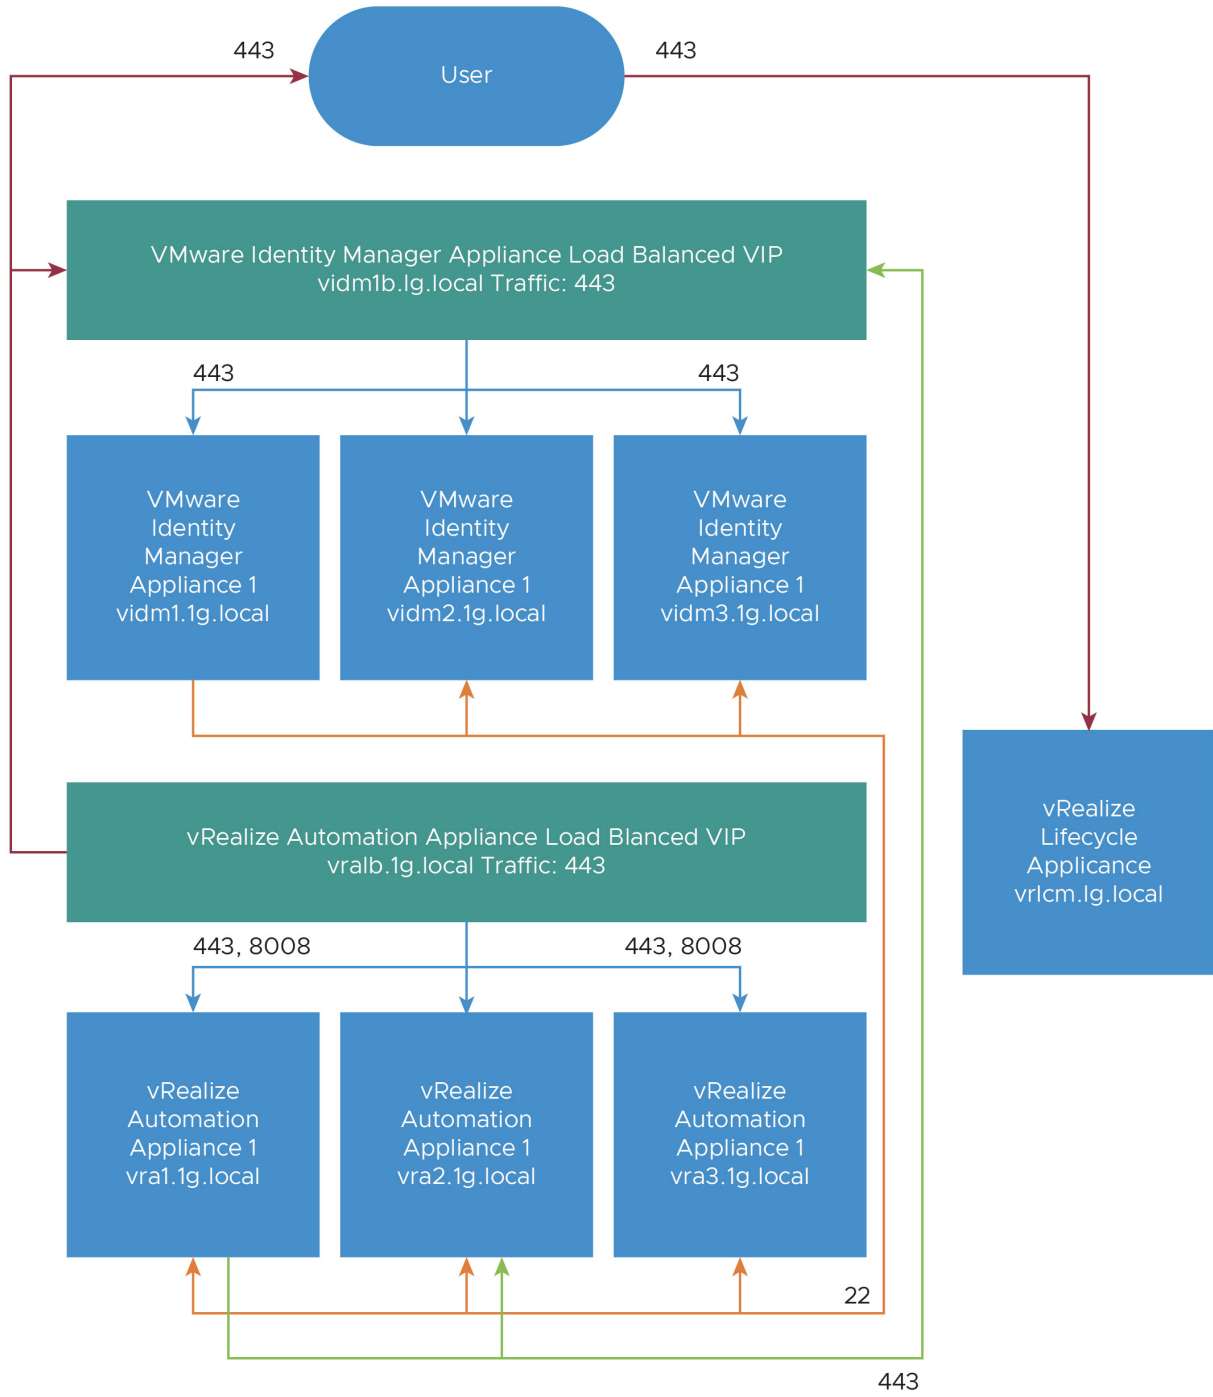 443
443
User
VMware Identity Manager Appliance Load Balanced VIP
vidm1b.lg.local Traffic: 443
443
443
VMware
Identity
Manager
Appliance 1
vidm1.1g.local
VMware
Identity
Manager
Appliance 1
vidm2.1g.local
VMware
Identity
Manager
Appliance 1
vidm3.1g.local
vRealize Automation Appliance Load Blanced VIP
vralb.1g.local Traffic: 443
vRealize
Lifecycle
Applicance
vrlcm.lg.local
443, 8008
443, 8008
vRealize
Automation
Appliance 1
vra1.1g.local
vRealize
Automation
Appliance 1
vra2.1g.local
vRealize
Automation
Appliance 1
vra3.1g.local
22
443